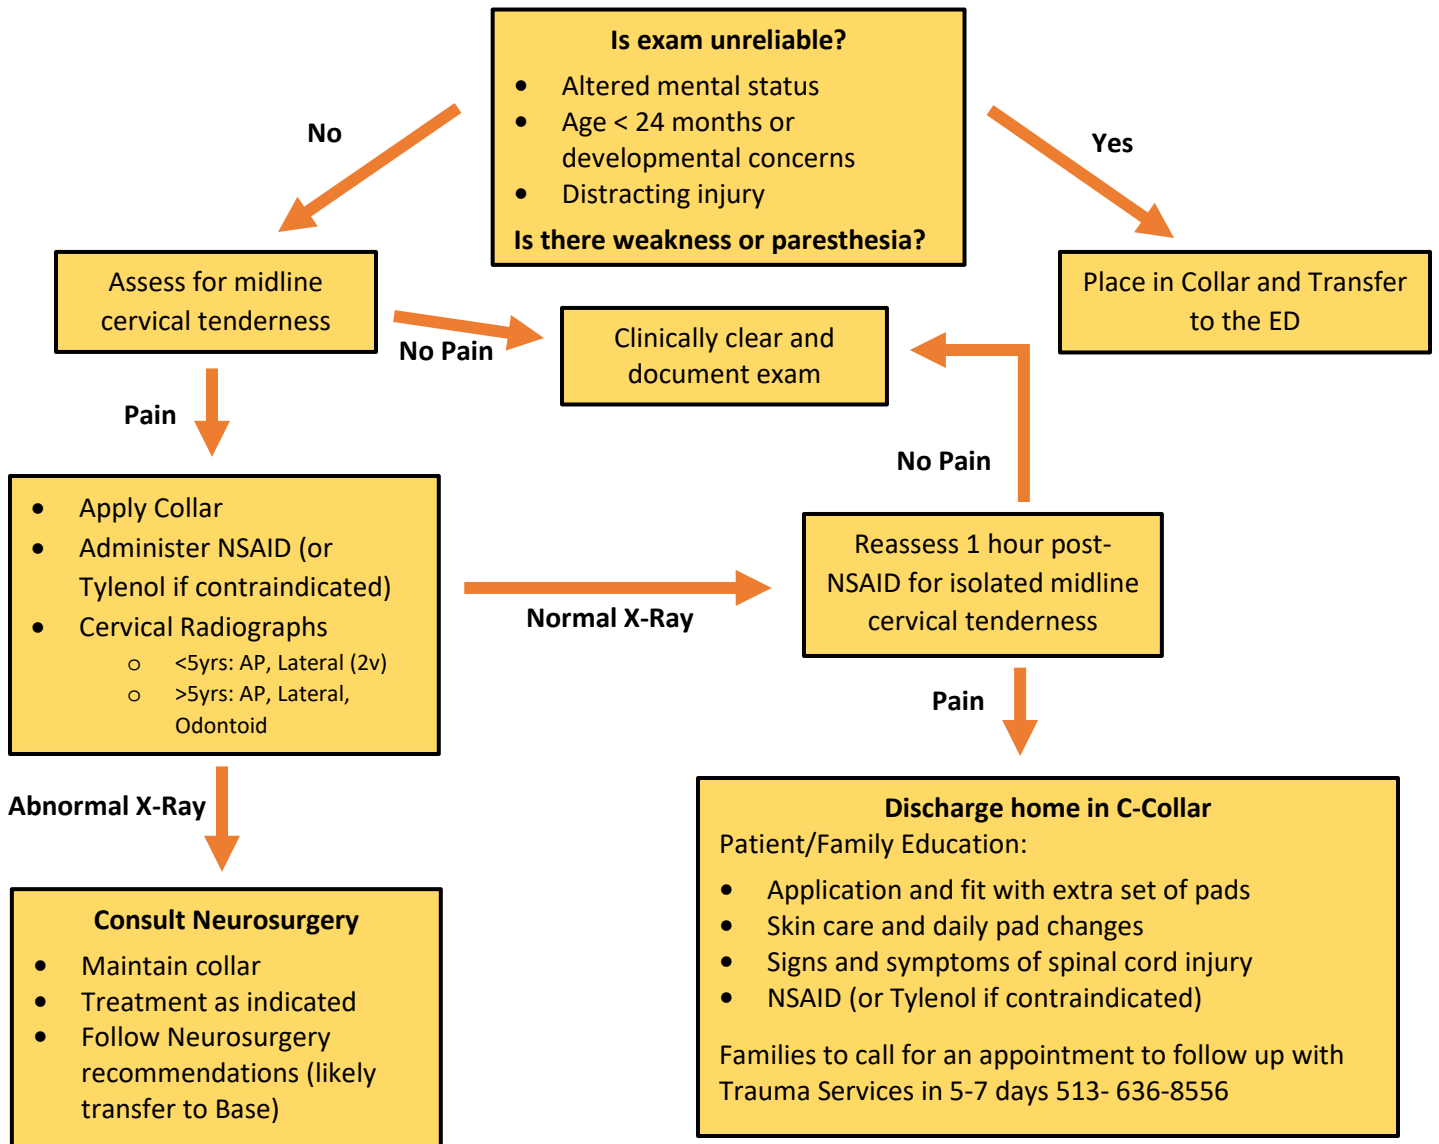 Is exam unreliable?
• Altered mental status
• Age < 24 months or
developmental concerns
• Distracting injury
Is there weakness or paresthesia?
No
Yes
Assess for midline
cervical tenderness
Place in Collar and Transfer
to the ED
No Pain
Clinically clear and
document exam
Pain
No Pain
• Apply Collar
• Administer NSAID (or
Tylenol if contraindicated)
• Cervical Radiographs
o <5yrs: AP, Lateral (2v)
o >5yrs: AP, Lateral,
Odontoid
Normal X-Ray
Reassess 1 hour post-
NSAID for isolated midline
cervical tenderness
Pain
Abnormal X-Ray
Consult Neurosurgery
• Maintain collar
• Treatment as indicated
• Follow Neurosurgery
recommendations (likely
transfer to Base)
Discharge home in C-Collar
Patient/Family Education:
• Application and fit with extra set of pads
• Skin care and daily pad changes
• Signs and symptoms of spinal cord injury
• NSAID (or Tylenol if contraindicated)
Families to call for an appointment to follow up with
Trauma Services in 5-7 days 513- 636-8556